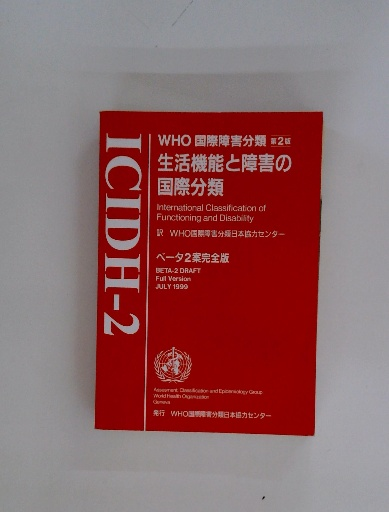 ICIDH-2
WHO 国際障害分類 第2版
生活機能と障害の
国際分類
International Classification of
Functioning and Disability
訳 WHO国際障害分類日本協力センター
ベータ2案完全版
BETA-2 DRAFT
Full Version
JULY 1999
Assessment, Classification and Epidemiology Group
World Health Organization
Geneva
発行 WHO国際障害分類日本協力センター